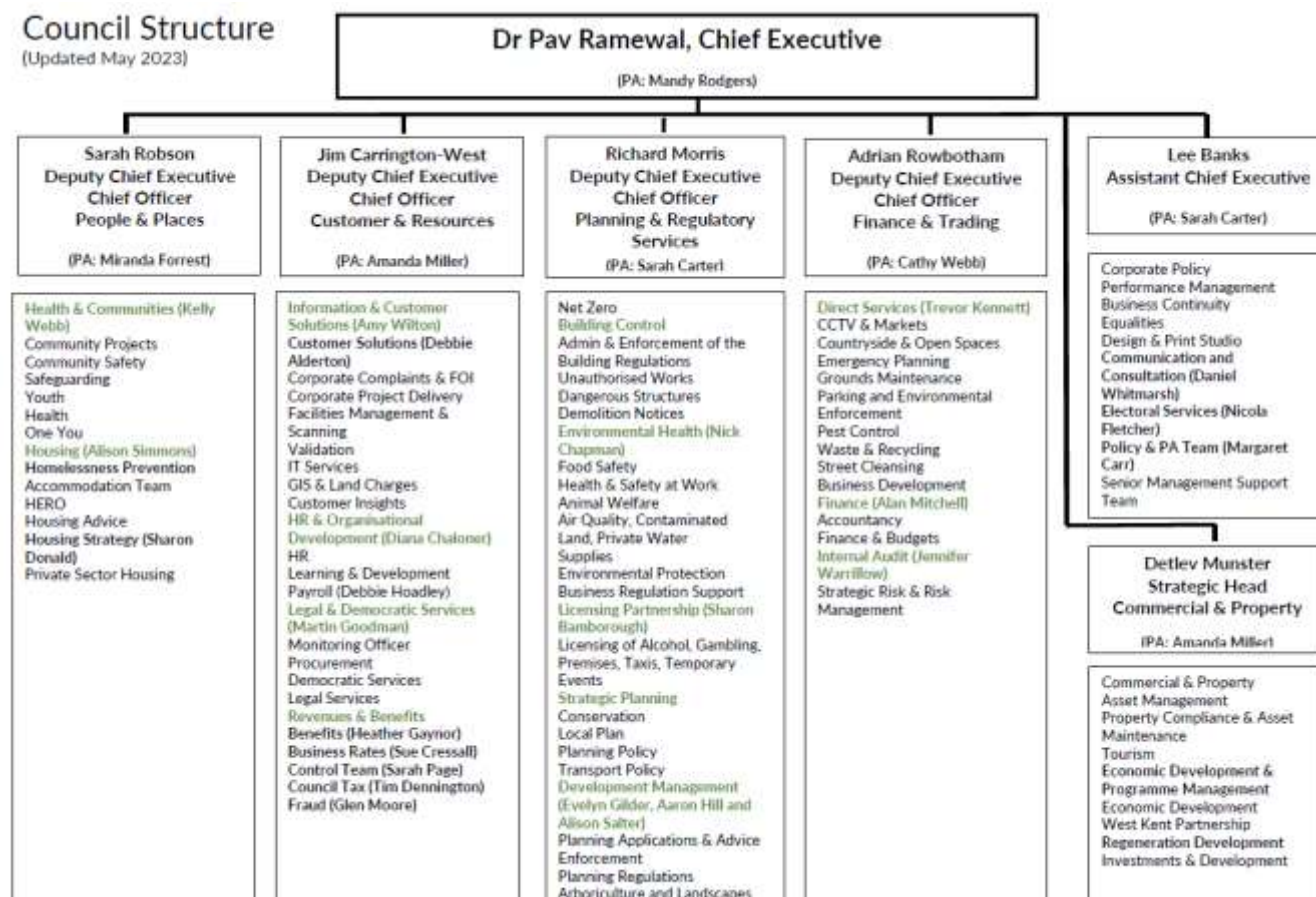 Council Structure
(Updated May 2023)
Dr Pav Ramewal, Chief Executive
(PA: Mandy Rodgers)
Sarah Robson
Deputy Chief Executive
Chief Officer
People & Places
(PA: Miranda Forrest)
Health & Communities (Kelly
Webb)
Community Projects
Community Safety
Safeguarding
Youth
Health
One You
Housing (Alison Simmons)
Homelessness Prevention
Accommodation Team
HERO
Housing Advice
Housing Strategy (Sharon
Donald)
Private Sector Housing
Jim Carrington-West
Deputy Chief Executive
Chief Officer
Customer & Resources
(PA: Amanda Miller)
Information & Customer
Solutions (Amy Wilton)
Customer Solutions (Debbie
Alderton)
Corporate Complaints & FOI
Corporate Project Delivery
Facilities Management &
Scanning
Validation
IT Services
GIS & Land Charges
Customer Insights
HR & Organisational
Development (Diana Chaloner)
HR
Learning & Development
Payroll (Debbie Hoadley)
Legal & Democratic Services
(Martin Goodman)
Monitoring Officer
Procurement
Democratic Services
Legal Services
Revenues & Benefits
Benefits (Heather Gaynor)
Business Rates (Sue Cressall)
Control Team (Sarah Page)
Council Tax (Tim Dennington)
Fraud (Glen Moore)
Richard Morris
Deputy Chief Executive
Chief Officer
Planning & Regulatory
Services
(PA: Sarah Carter)
Net Zero
Building Control
Admin & Enforcement of the
Building Regulations
Unauthorised Works
Dangerous Structures
Demolition Notices
Environmental Health (Nick
Chapman)
Food Safety
Health & Safety at Work
Animal Welfare
Air Quality, Contaminated
Land, Private Water
Supplies
Environmental Protection
Business Regulation Support
Licensing Partnership (Sharon
Bamborough)
Licensing of Alcohol, Gambling,
Premises, Taxis, Temporary
Events
Strategic Planning
Conservation
Local Plan
Planning Policy
Transport Policy
Development Management
(Evelyn Gilder, Aaron Hill and
Alison Salter)
Planning Applications & Advice
Enforcement
Planning Regulations
Arboriculture and Landscapes
Adrian Rowbotham
Deputy Chief Executive
Chief Officer
Finance & Trading
(PA: Cathy Webb)
Direct Services (Trevor Kennett)
CCTV & Markets
Countryside & Open Spaces
Emergency Planning
Grounds Maintenance
Parking and Environmental
Enforcement
Pest Control
Waste & Recycling
Street Cleansing
Business Development
Finance (Alan Mitchell)
Accountancy
Finance & Budgets
Internal Audit (Jennifer
Warrillow)
Strategic Risk & Risk
Management
Lee Banks
Assistant Chief Executive
(PA: Sarah Carter)
Corporate Policy
Performance Management
Business Continuity
Equalities
Design & Print Studio
Communication and
Consultation (Daniel
Whitmarsh)
Electoral Services (Nicola
Fletcher)
Policy & PA Team (Margaret
Carr)
Senior Management Support
Team
Detlev Munster
Strategic Head
Commercial & Property
(PA: Amanda Miller)
Commercial & Property
Asset Management
Property Compliance & Asset
Maintenance
Tourism
Economic Development &
Programme Management
Economic Development
West Kent Partnership
Regeneration Development
Investments & Development